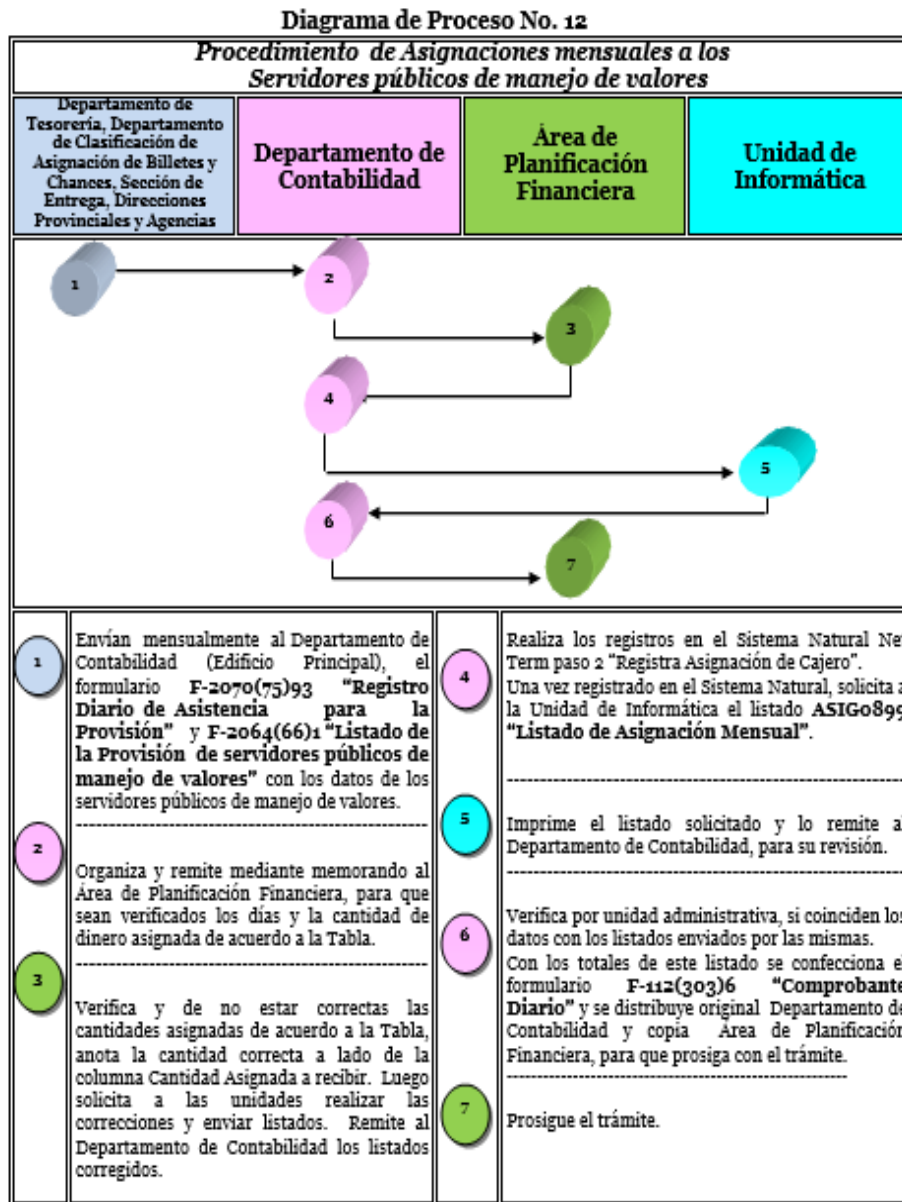 Diagrama de Proceso No. 12
Procedimiento de Asignaciones mensuales a los
Servidores públicos de manejo de valores
Departamento de
Tesorería, Departamento
de Clasificación de
Asignación de Billetes y
Chances, Sección de
Entrega, Direcciones
Provinciales y Agencias
Departamento de
Contabilidad
Área de
Planificación
Financiera
Unidad de
Informática
1
2
3
4
5
6
7
1
Envían mensualmente al Departamento de
Contabilidad (Edificio Principal), el
formulario F-2070(75)93 “Registro
Diario de Asistencia para la
Provisión” y F-2064(66)1 “Listado de
la Provisión de servidores públicos de
manejo de valores” con los datos de los
servidores públicos de manejo de valores.
2
Organiza y remite mediante memorando al
Área de Planificación Financiera, para que
sean verificados los días y la cantidad de
dinero asignada de acuerdo a la Tabla.
3
Verifica y de no estar correctas las
cantidades asignadas de acuerdo a la Tabla,
anota la cantidad correcta a lado de la
columna Cantidad Asignada a recibir. Luego
solicita a las unidades realizar las
correcciones y enviar listados. Remite al
Departamento de Contabilidad los listados
corregidos.
4
Realiza los registros en el Sistema Natural Net
Term paso 2 “Registra Asignación de Cajero”.
Una vez registrado en el Sistema Natural, solicita a
la Unidad de Informática el listado ASIG0899
“Listado de Asignación Mensual”.
5
Imprime el listado solicitado y lo remite al
Departamento de Contabilidad, para su revisión.
6
Verifica por unidad administrativa, si coinciden los
datos con los listados enviados por las mismas.
Con los totales de este listado se confecciona el
formulario F-112(303)6 “Comprobante
Diario” y se distribuye original Departamento de
Contabilidad y copia Área de Planificación
Financiera, para que prosiga con el trámite.
7
Prosigue el trámite.